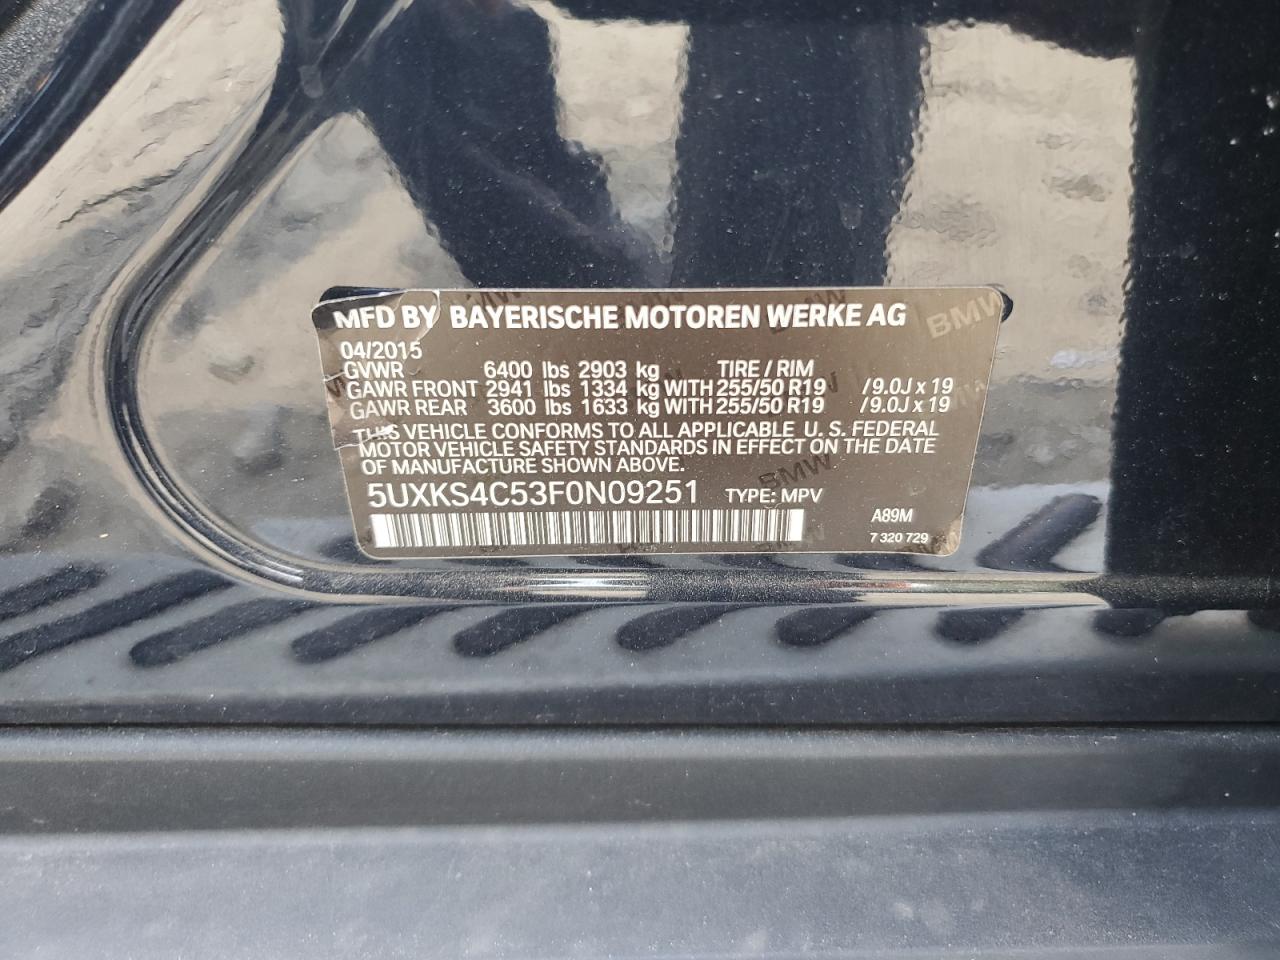 MFD BY BAYERISCHE MOTOREN WERKE AG
04/2015
GVWR 6400 lbs 2903 kg TIRE / RIM
GAWR FRONT 2941 lbs 1334 kg WITH 255/50 R19 /9.0J x 19
GAWR REAR 3600 lbs 1633 kg WITH 255/50 R19 /9.0J x 19
THIS VEHICLE CONFORMS TO ALL APPLICABLE U. S. FEDERAL
MOTOR VEHICLE SAFETY STANDARDS IN EFFECT ON THE DATE
OF MANUFACTURE SHOWN ABOVE.
5UXKS4C53F0N09251 TYPE: MPV
A89M
7 320 729
BMW
BMW